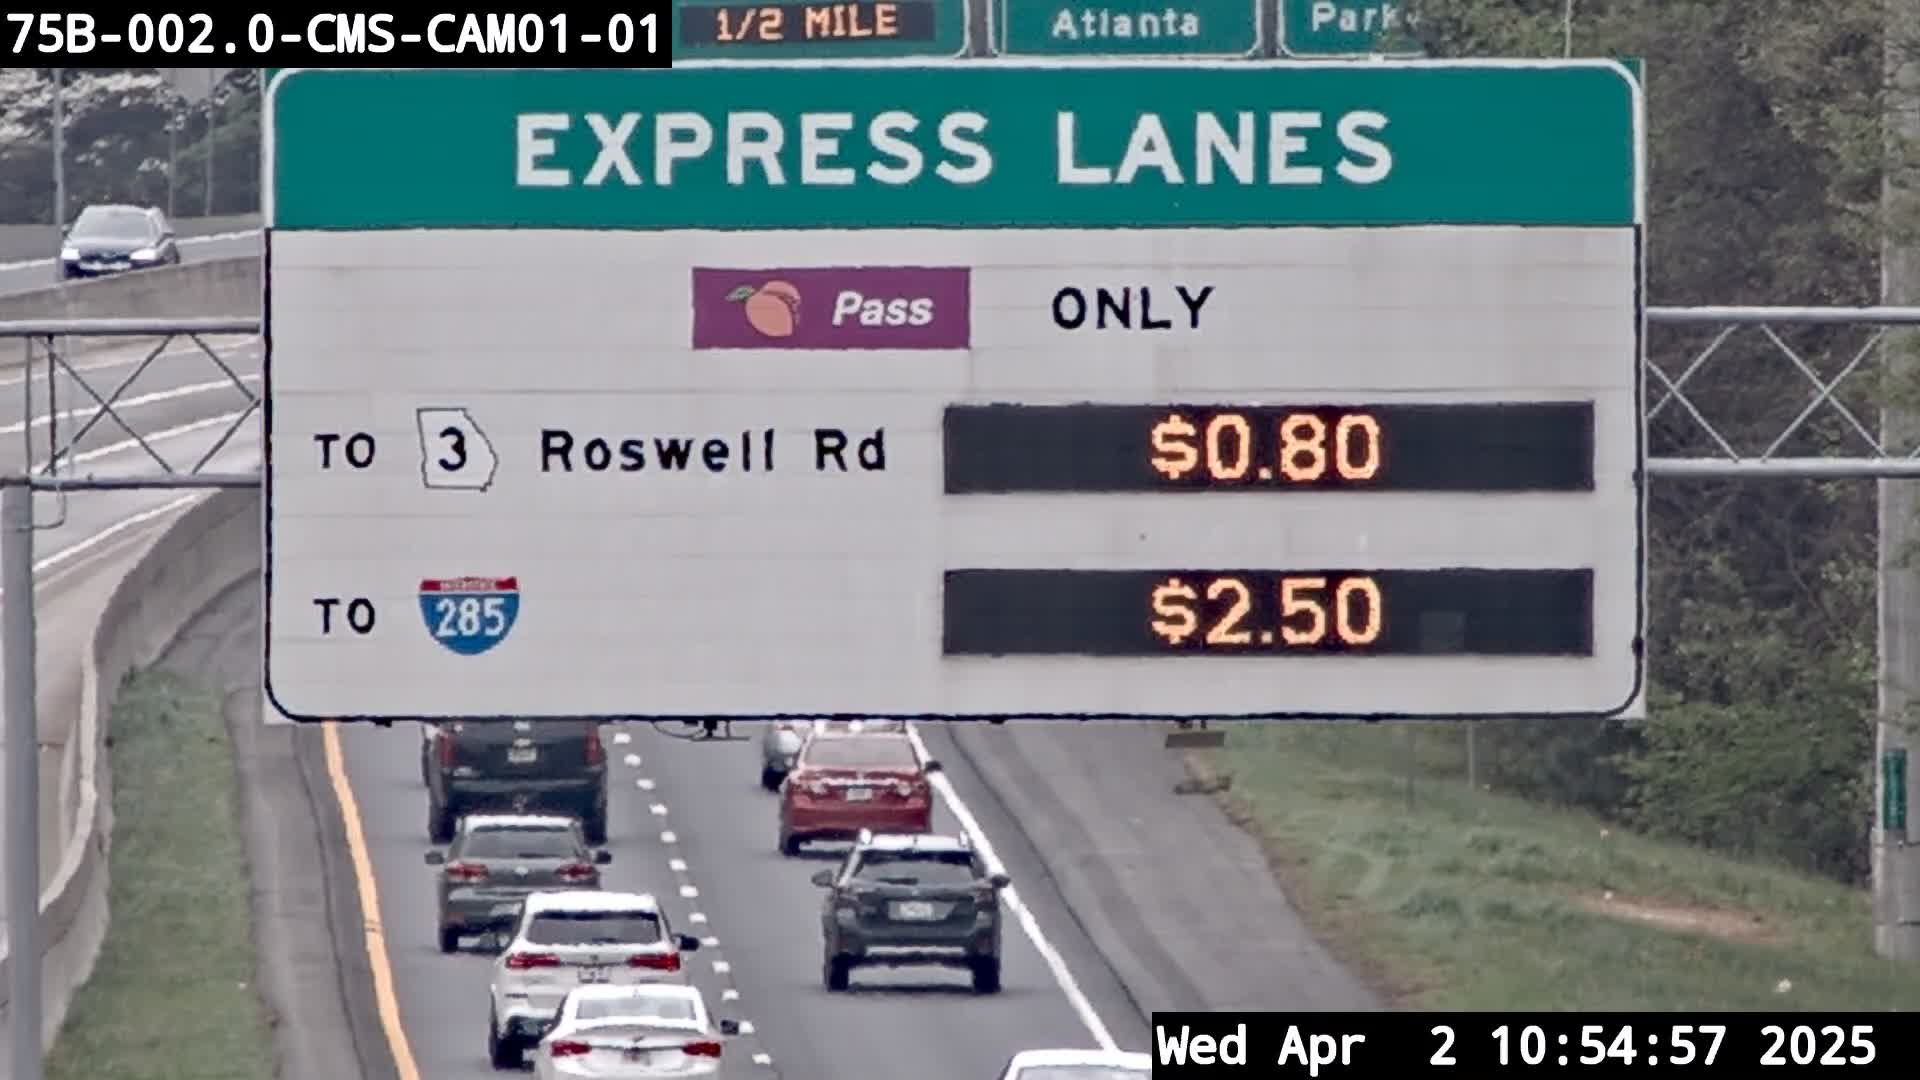 75B-002.0-CMS-CAM01-01
1/2 MILE
Atlanta
EXPRESS LANES
Pass ONLY
TO 3 Roswell Rd $0.80
TO INTERSTATE 285 $2.50
Wed Apr 2 10:54:57 2025